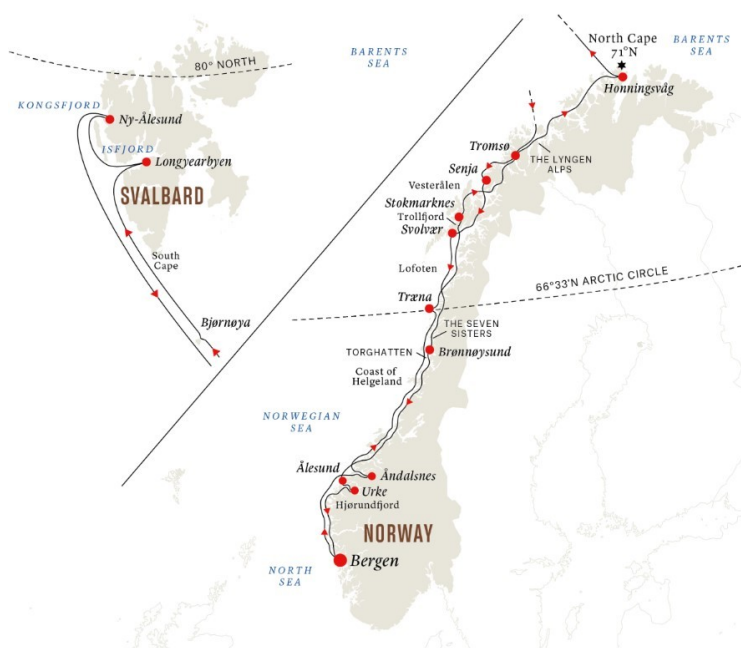 80° NORTH
KONGSFJORD
Ny-Ålesund
ISFJORD
Longyearbyen
SVALBARD
South
Cape
Bjørnøya
BARENTS
SEA
North Cape
71°N
BARENTS
SEA
Honningsvåg
Tromsø
THE LYNGEN
ALPS
Senja
Vesterålen
Stokmarknes
Trollfjord
Svolvær
Lofoten
66°33’N ARCTIC CIRCLE
Træna
THE SEVEN
SISTERS
TORGHATTEN
Brønnøysund
Coast of
Helgeland
NORWEGIAN
SEA
Ålesund
Åndalsnes
Urke
Hjørundfjord
NORWAY
Bergen
NORTH
SEA